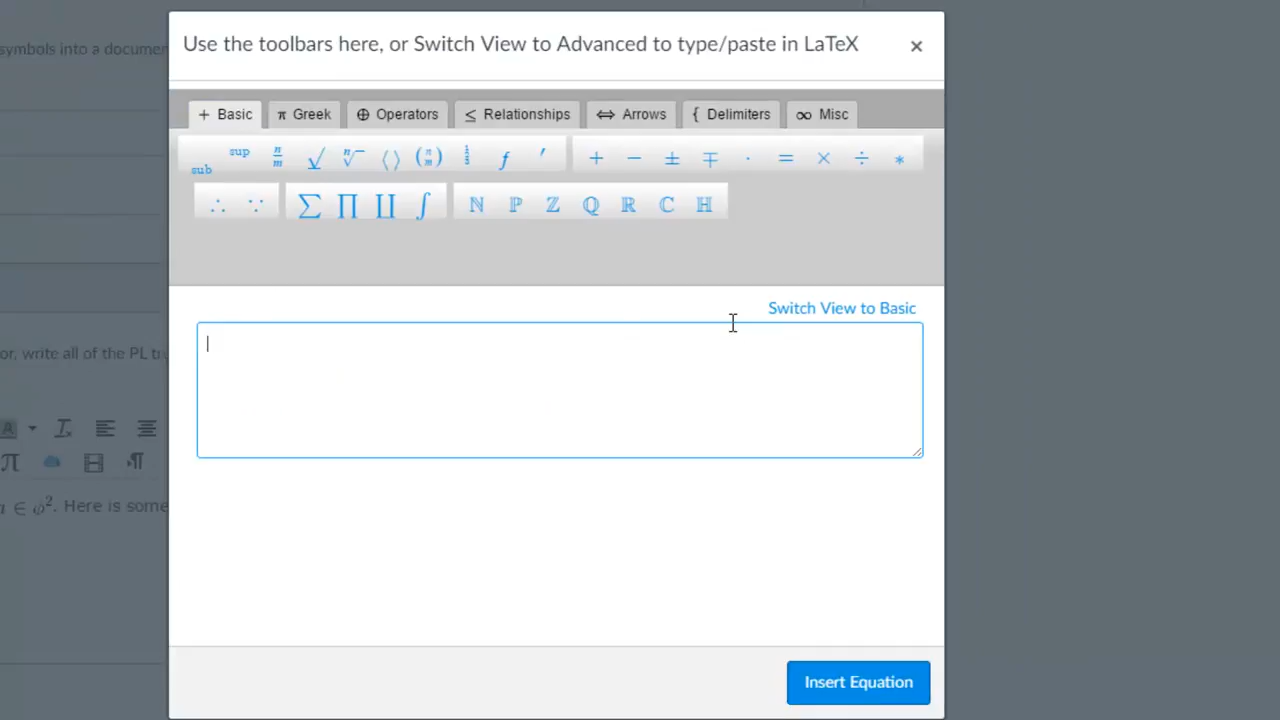 symbols into a documen
Use the toolbars here, or Switch View to Advanced to type/paste in LaTeX ×
+ Basic π Greek ⊕ Operators ≤ Relationships ⇔ Arrows { Delimiters ∞ Misc
sub sup n/m √ n√ ⟨⟩ (n m) ƒ ′ + − ± ∓ · = × ÷ *
∴ ∵ ∑ ∏ ∐ ∫ ℕ ℙ ℤ ℚ ℝ ℂ ℍ
Switch View to Basic
or, write all of the PL tr
A T π ¶
∈ φ². Here is some
Insert Equation